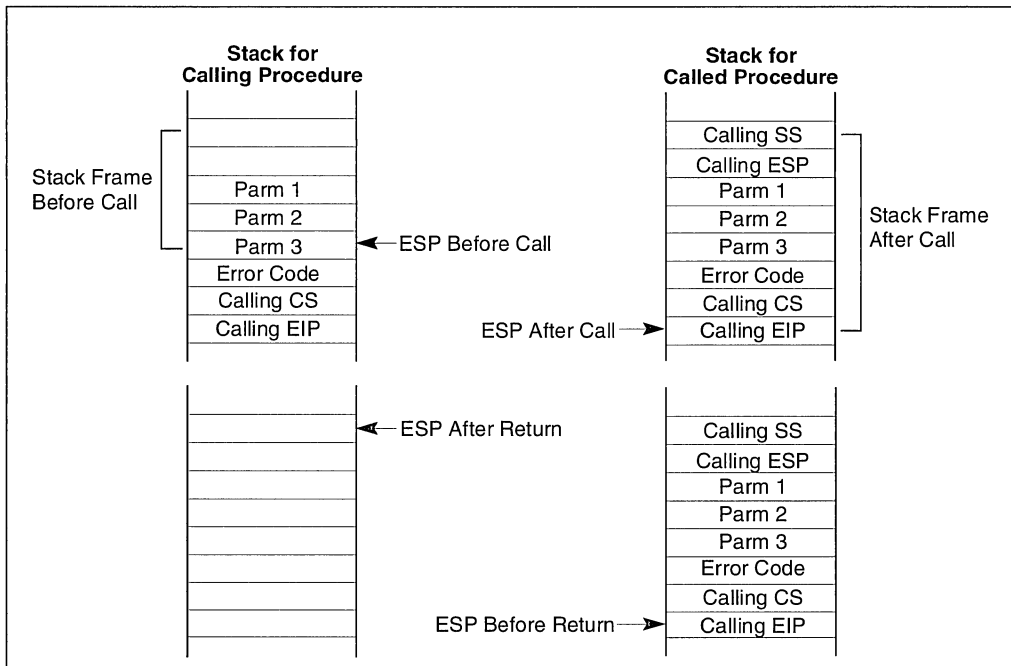 Stack for
Calling Procedure
Stack Frame
Before Call
Parm 1
Parm 2
Parm 3
Error Code
Calling CS
Calling EIP
ESP Before Call
Stack for
Called Procedure
Calling SS
Calling ESP
Parm 1
Parm 2
Parm 3
Error Code
Calling CS
Calling EIP
Stack Frame
After Call
ESP After Call
ESP After Return
Calling SS
Calling ESP
Parm 1
Parm 2
Parm 3
Error Code
Calling CS
Calling EIP
ESP Before Return